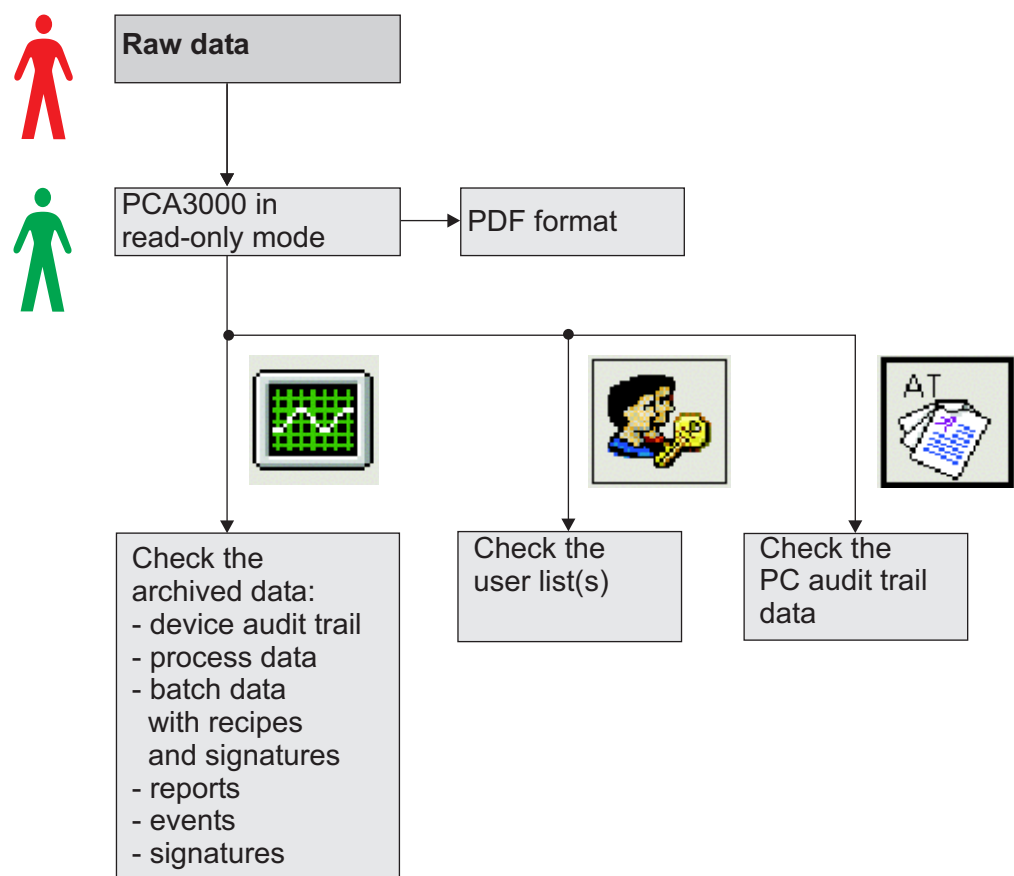 Raw data
PCA3000 in
read-only mode
PDF format
AT
Check the
archived data:
- device audit trail
- process data
- batch data
with recipes
and signatures
- reports
- events
- signatures
Check the
user list(s)
Check the
PC audit trail
data